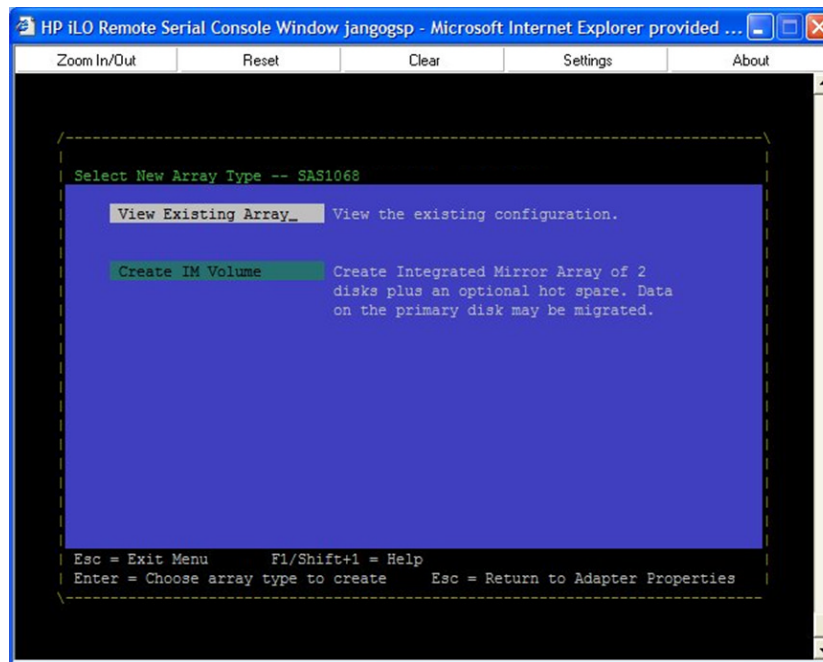 HP iLO Remote Serial Console Window jangogsp - Microsoft Internet Explorer provided ...
Zoom In/Out Reset Clear Settings About
Select New Array Type -- SAS1068
View Existing Array_ View the existing configuration.
Create IM Volume Create Integrated Mirror Array of 2
disks plus an optional hot spare. Data
on the primary disk may be migrated.
Esc = Exit Menu F1/Shift+1 = Help
Enter = Choose array type to create Esc = Return to Adapter Properties